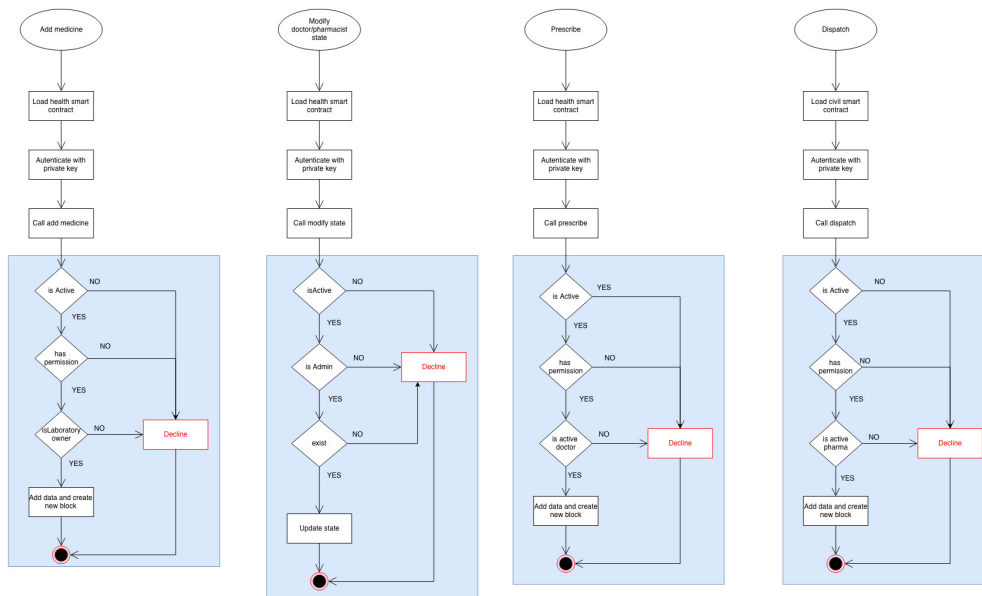 Add medicine
Load health smart
contract
Autenticate with
private key
Call add medicine
is Active
NO
YES
has
permission
NO
YES
isLaboratory
owner
NO
Decline
YES
Add data and create
new block
Modify
doctor/pharmacist
state
Load health smart
contract
Autenticate with
private key
Call modify state
isActive
NO
YES
is Admin
NO
Decline
YES
exist
NO
YES
Update state
Prescribe
Load health smart
contract
Autenticate with
private key
Call prescribe
is Active
YES
YES
has
permission
NO
YES
is active
doctor
NO
Decline
YES
Add data and create
new block
Dispatch
Load civil smart
contract
Autenticate with
private key
Call dispatch
is Active
NO
YES
has
permission
NO
YES
is active
pharma
NO
Decline
YES
Add data and create
new block